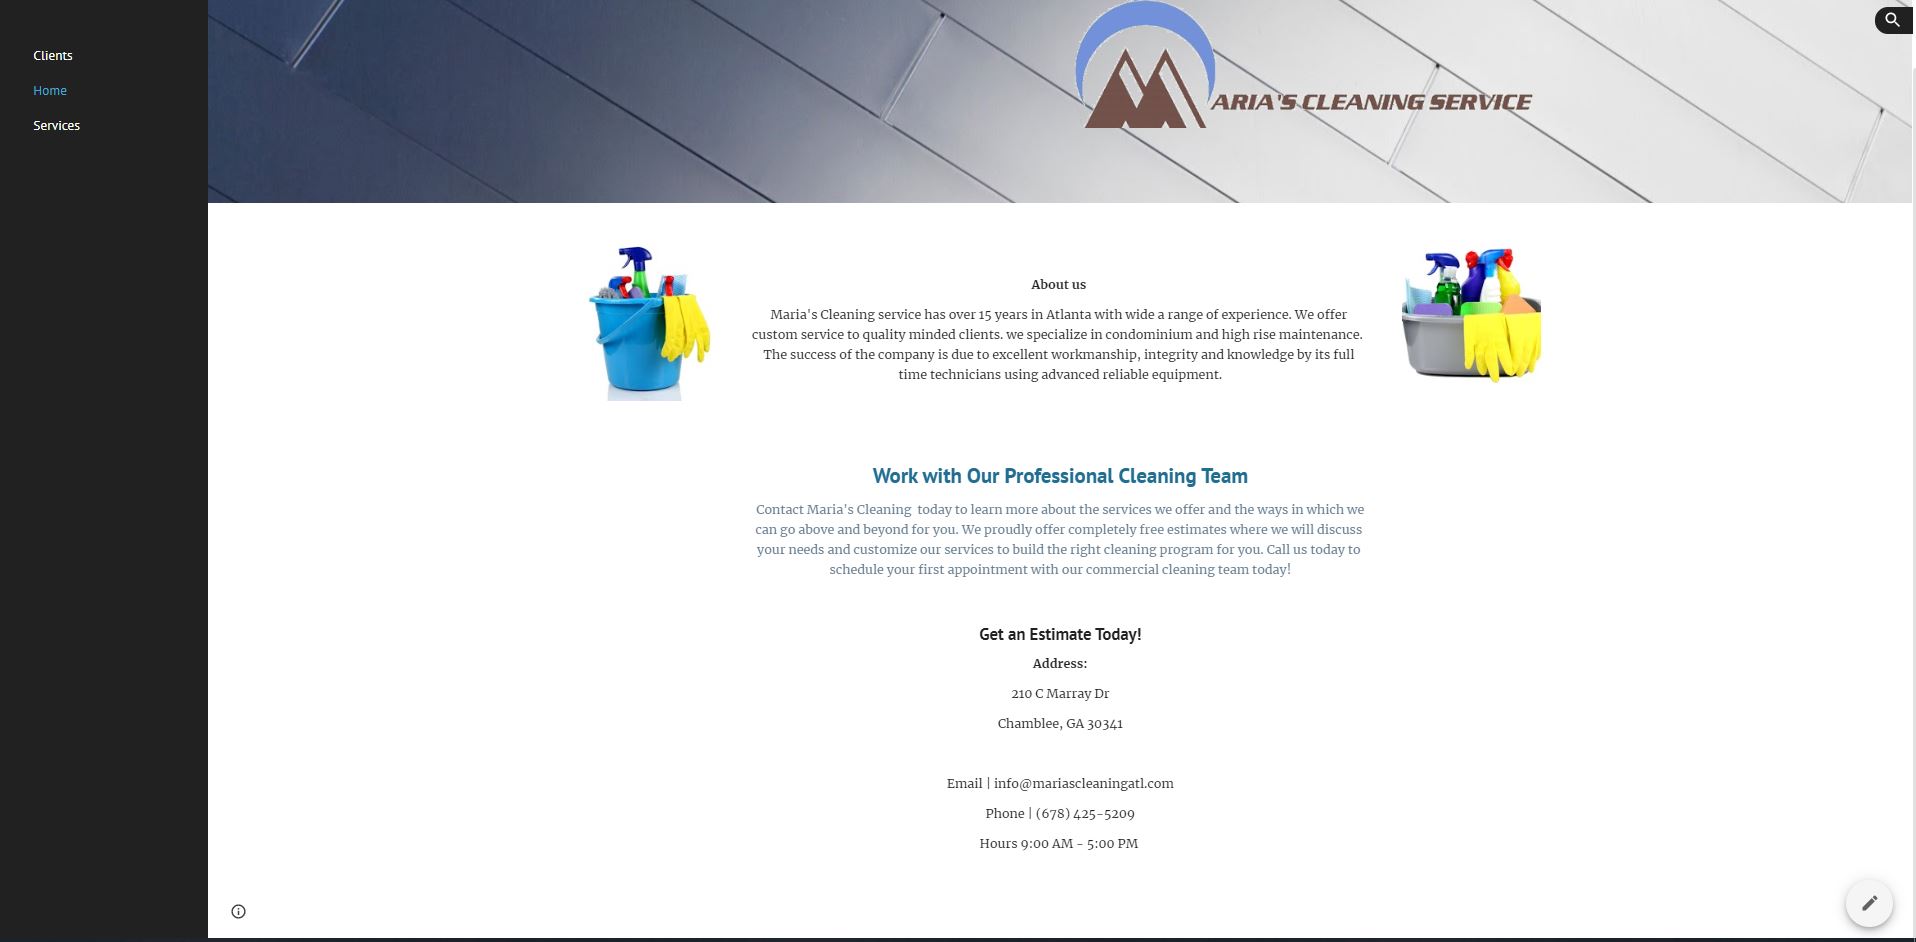 Clients
Home
Services
MARIA'S CLEANING SERVICE
About us
Maria's Cleaning service has over 15 years in Atlanta with wide a range of experience. We offer
custom service to quality minded clients. we specialize in condominium and high rise maintenance.
The success of the company is due to excellent workmanship, integrity and knowledge by its full
time technicians using advanced reliable equipment.
Work with Our Professional Cleaning Team
Contact Maria's Cleaning  today to learn more about the services we offer and the ways in which we
can go above and beyond for you. We proudly offer completely free estimates where we will discuss
your needs and customize our services to build the right cleaning program for you. Call us today to
schedule your first appointment with our commercial cleaning team today!
Get an Estimate Today!
Address:
210 C Marray Dr
Chamblee, GA 30341
Email | info@mariascleaningatl.com
Phone | (678) 425-5209
Hours 9:00 AM - 5:00 PM